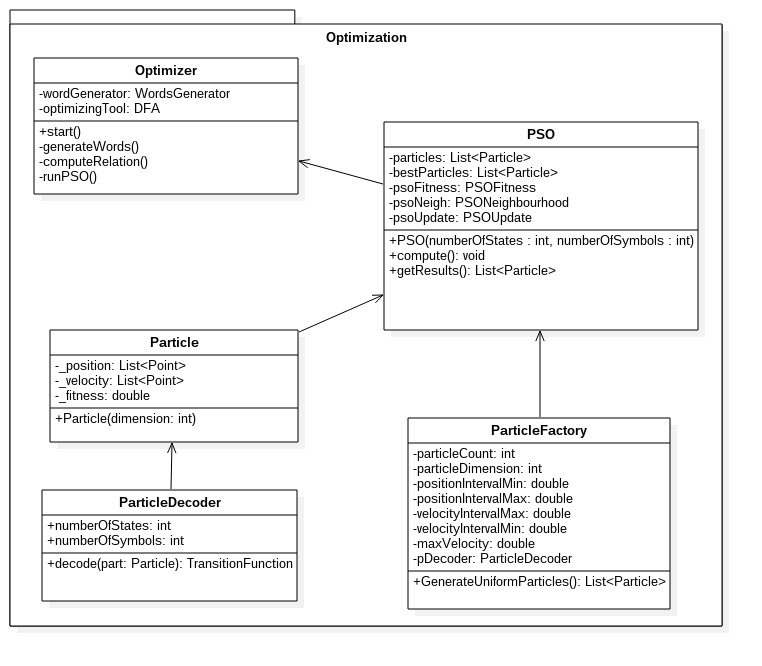 Optimization
Optimizer
-wordGenerator: WordsGenerator
-optimizingTool: DFA
+start()
-generateWords()
-computeRelation()
-runPSO()
PSO
-particles: List<Particle>
-bestParticles: List<Particle>
-psoFitness: PSOFitness
-psoNeigh: PSONeighbourhood
-psoUpdate: PSOUpdate
+PSO(numberOfStates : int, numberOfSymbols : int)
+compute(): void
+getResults(): List<Particle>
Particle
-_position: List<Point>
-_velocity: List<Point>
-_fitness: double
+Particle(dimension: int)
ParticleFactory
-particleCount: int
-particleDimension: int
-positionIntervalMin: double
-positionIntervalMax: double
-velocityIntervalMax: double
-velocityIntervalMin: double
-maxVelocity: double
-pDecoder: ParticleDecoder
+GenerateUniformParticles(): List<Particle>
ParticleDecoder
+numberOfStates: int
+numberOfSymbols: int
+decode(part: Particle): TransitionFunction